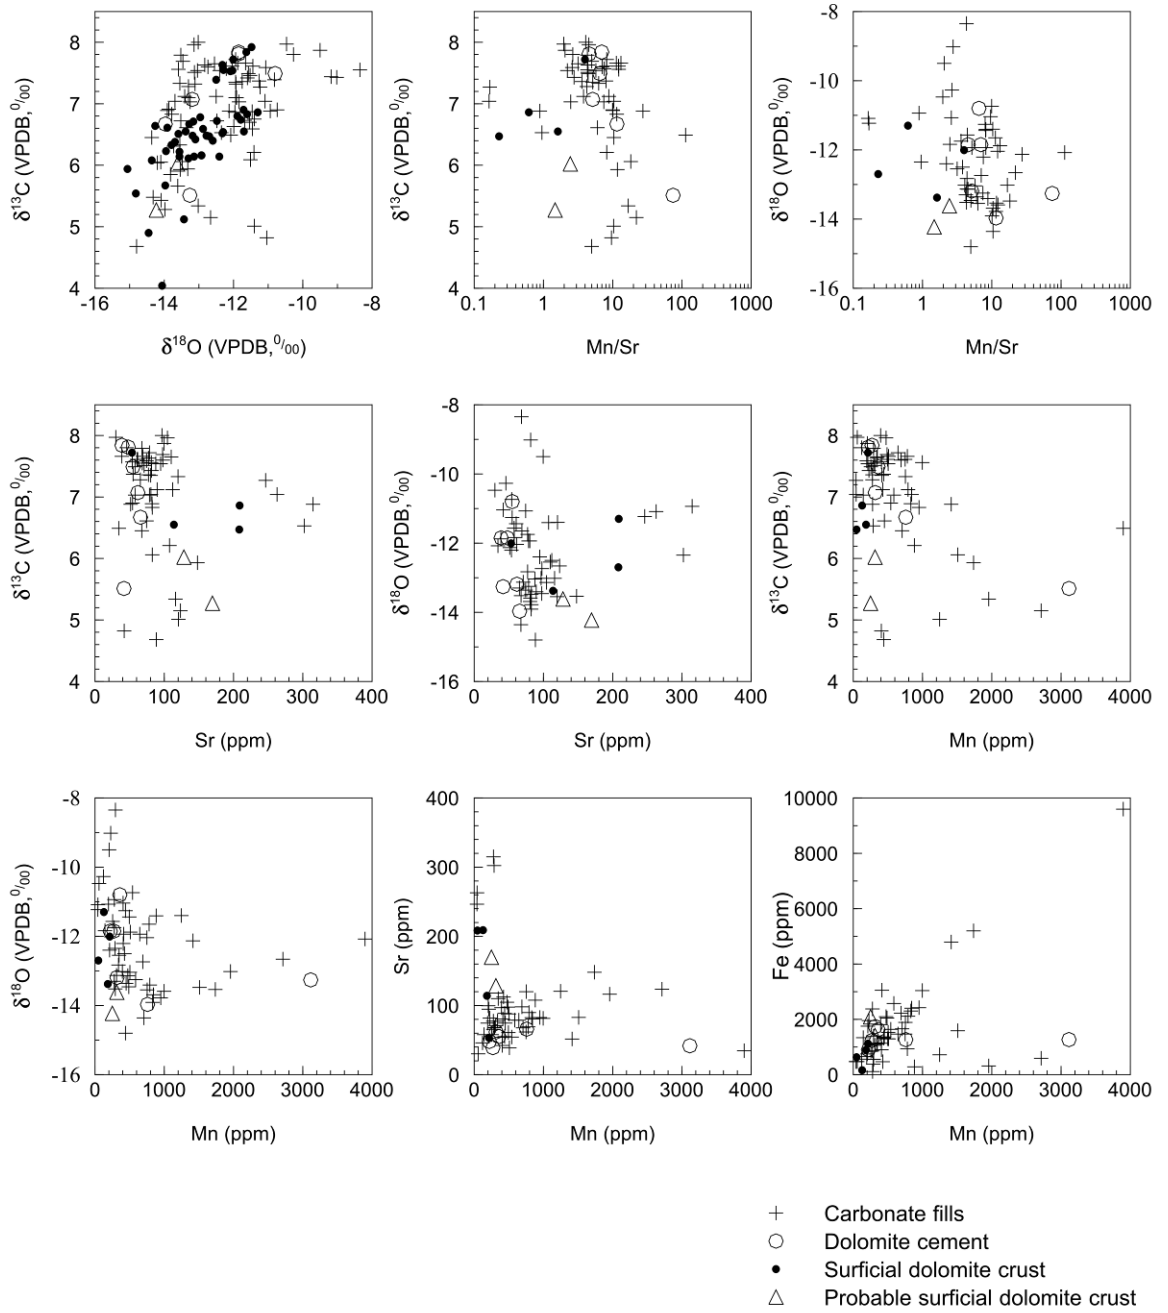 8
7
6
5
4
δ13C (VPDB,0/00)
-16 -14 -12 -10 -8
δ18O (VPDB,0/00)
8
7
6
5
4
δ13C (VPDB,0/00)
0.1 1 10 100 1000
Mn/Sr
-8
-10
-12
-14
-16
δ18O (VPDB,0/00)
0.1 1 10 100 1000
Mn/Sr
8
7
6
5
4
δ13C (VPDB,0/00)
0 100 200 300 400
Sr (ppm)
-8
-10
-12
-14
-16
δ18O (VPDB,0/00)
0 100 200 300 400
Sr (ppm)
8
7
6
5
4
δ13C (VPDB,0/00)
0 1000 2000 3000 4000
Mn (ppm)
-8
-10
-12
-14
-16
δ18O (VPDB,0/00)
0 1000 2000 3000 4000
Mn (ppm)
400
300
200
100
0
Sr (ppm)
0 1000 2000 3000 4000
Mn (ppm)
10000
8000
6000
4000
2000
0
Fe (ppm)
0 1000 2000 3000 4000
Mn (ppm)
Carbonate fills
Dolomite cement
Surficial dolomite crust
Probable surficial dolomite crust